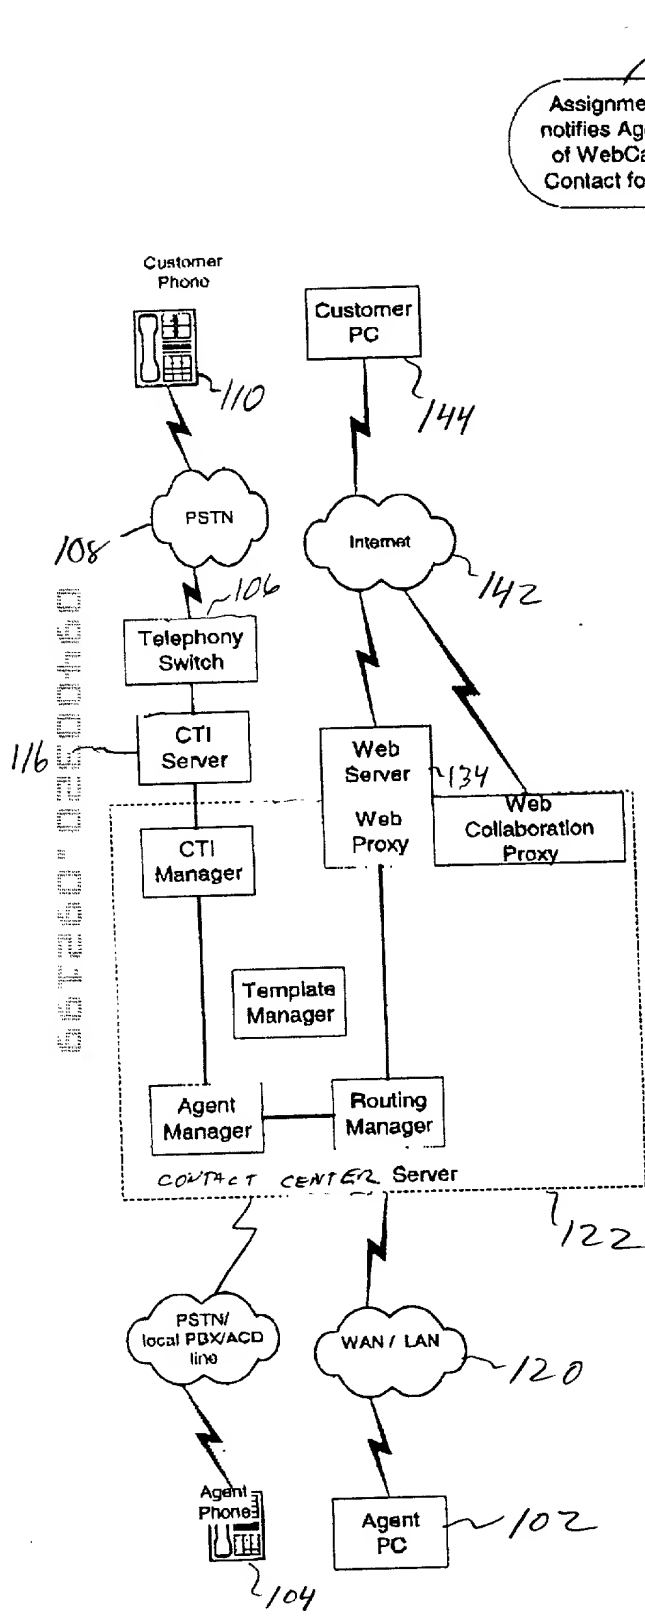 Assignme
notifies Ag
of WebCa
Contact fo
Customer
Phone
110
Customer
PC
144
PSTN
108
Internet
142
106
Telephony
Switch
CTI
Server
116
Web
Server
134
Web
Proxy
Web
Collaboration
Proxy
CTI
Manager
Template
Manager
Agent
Manager
Routing
Manager
CONTACT CENTER Server
122
PSTN/
local PBX/ACD
line
WAN / LAN
120
Agent
Phone
104
Agent
PC
102